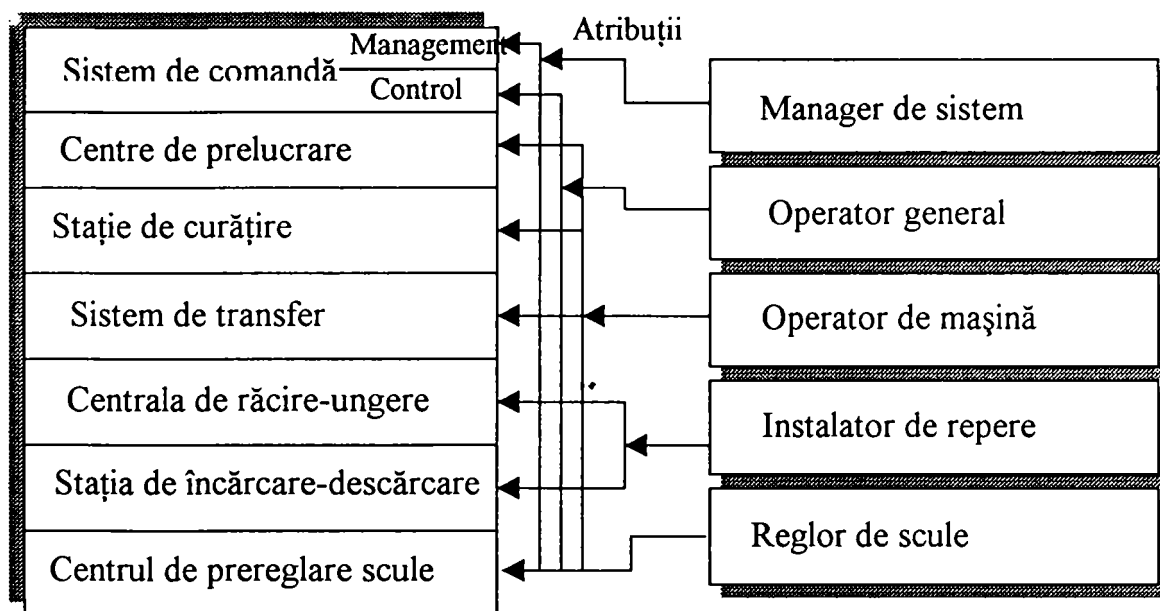 Atribuții
Management
Sistem de comandă
Control
Centre de prelucrare
Stație de curățire
Sistem de transfer
Centrala de răcire-ungere
Stația de încărcare-descărcare
Centrul de prereglare scule
Manager de sistem
Operator general
Operator de mașină
Instalator de repere
Reglor de scule